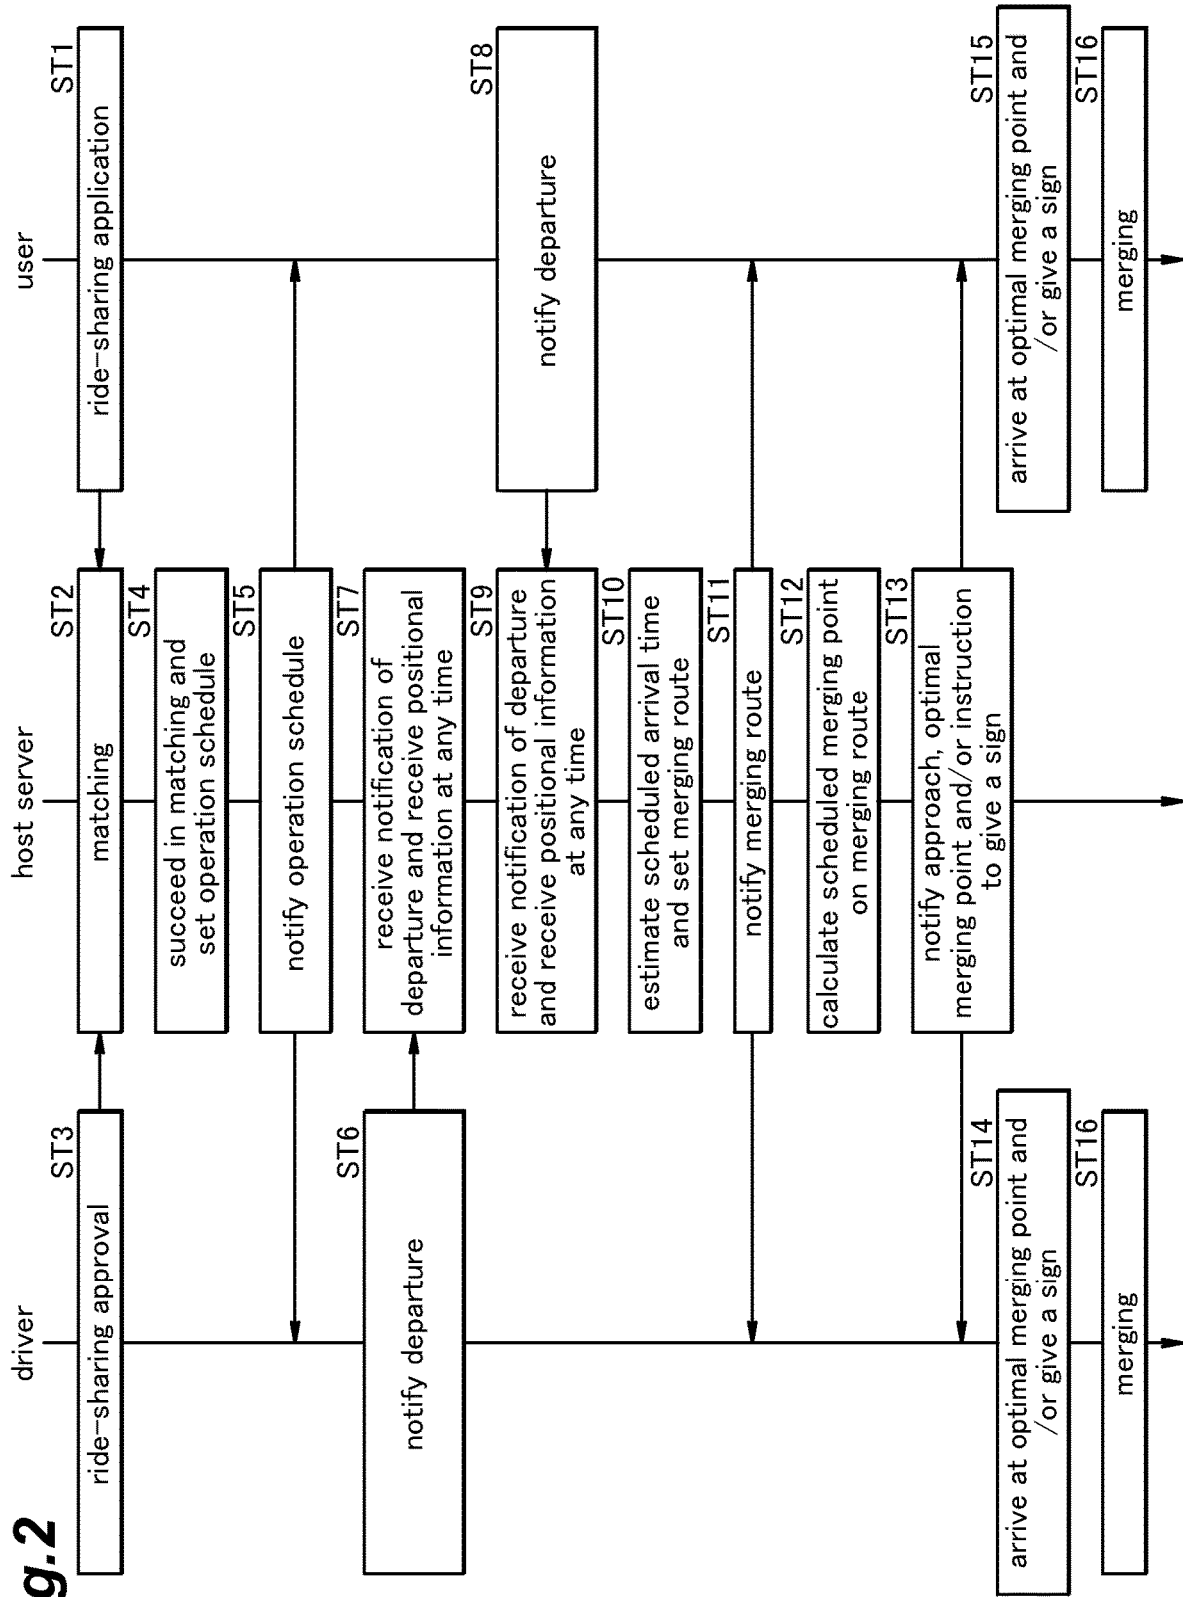 g.2
driver
host server
user
ST3
ride-sharing approval
ST2
matching
ST1
ride-sharing application
ST4
succeed in matching and
set operation schedule
ST5
notify operation schedule
ST6
notify departure
ST7
receive notification of
departure and receive positional
information at any time
ST8
notify departure
ST9
receive notification of departure
and receive positional information
at any time
ST10
estimate scheduled arrival time
and set merging route
ST11
notify merging route
ST12
calculate scheduled merging point
on merging route
ST13
notify approach, optimal
merging point and/or instruction
to give a sign
ST14
arrive at optimal merging point and
/or give a sign
ST15
arrive at optimal merging point and
/or give a sign
ST16
merging
ST16
merging